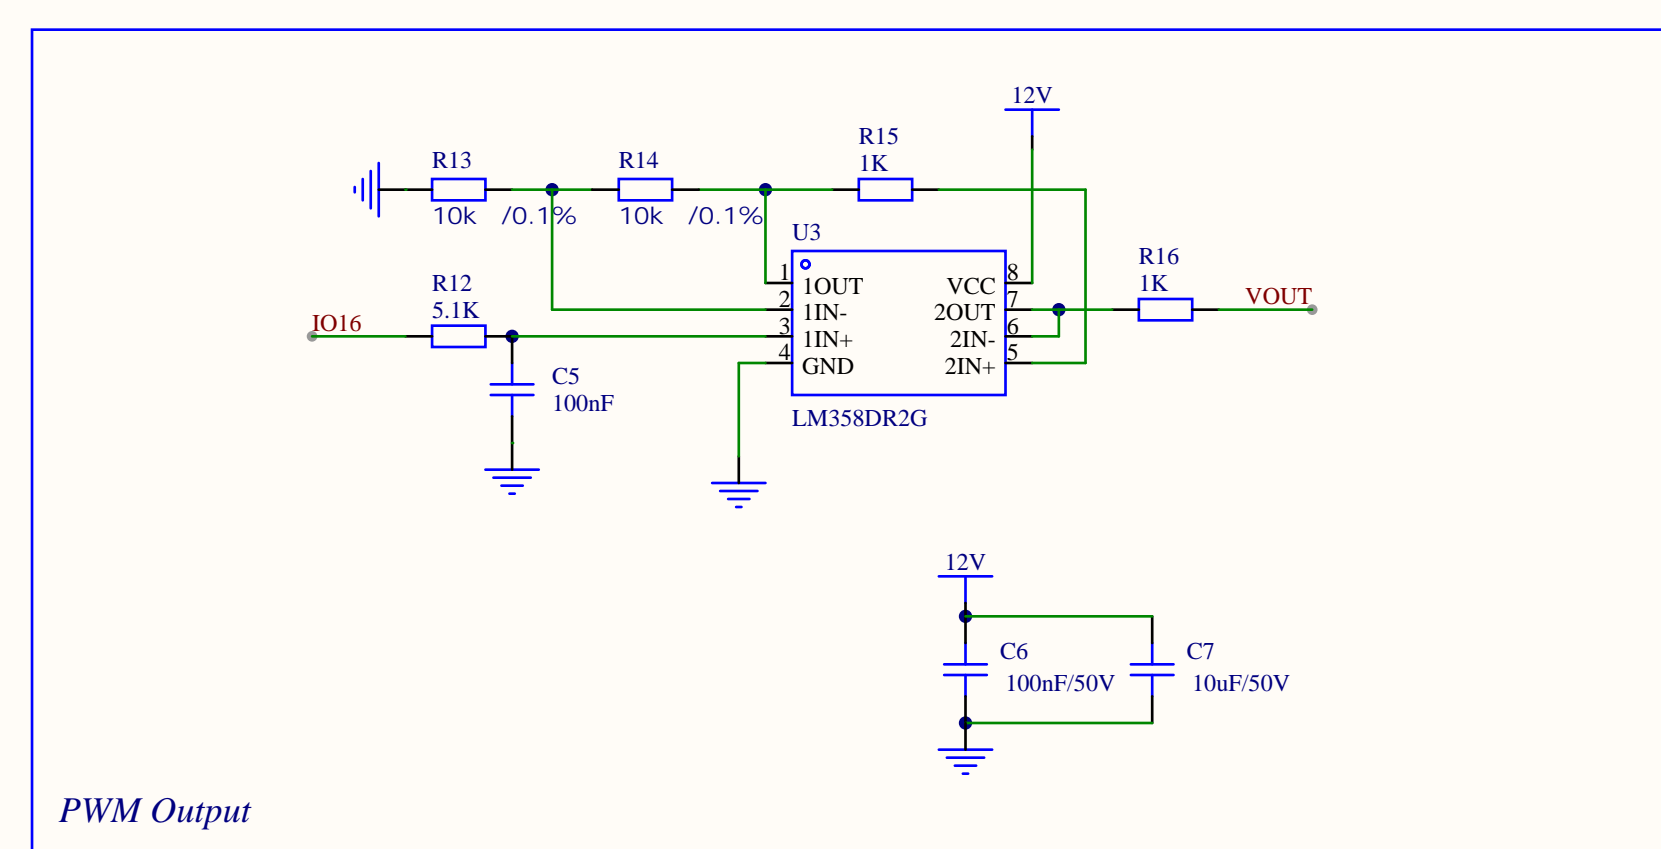 12V
R15
1K
R13
R14
10k /0.1%
10k /0.1%
U3
R16
1K
R12
5.1K
IO16
VOUT
1
1OUT
2
1IN-
3
1IN+
4
GND
VCC
8
2OUT
7
2IN-
6
2IN+
5
C5
100nF
LM358DR2G
12V
C6
100nF/50V
C7
10uF/50V
PWM Output